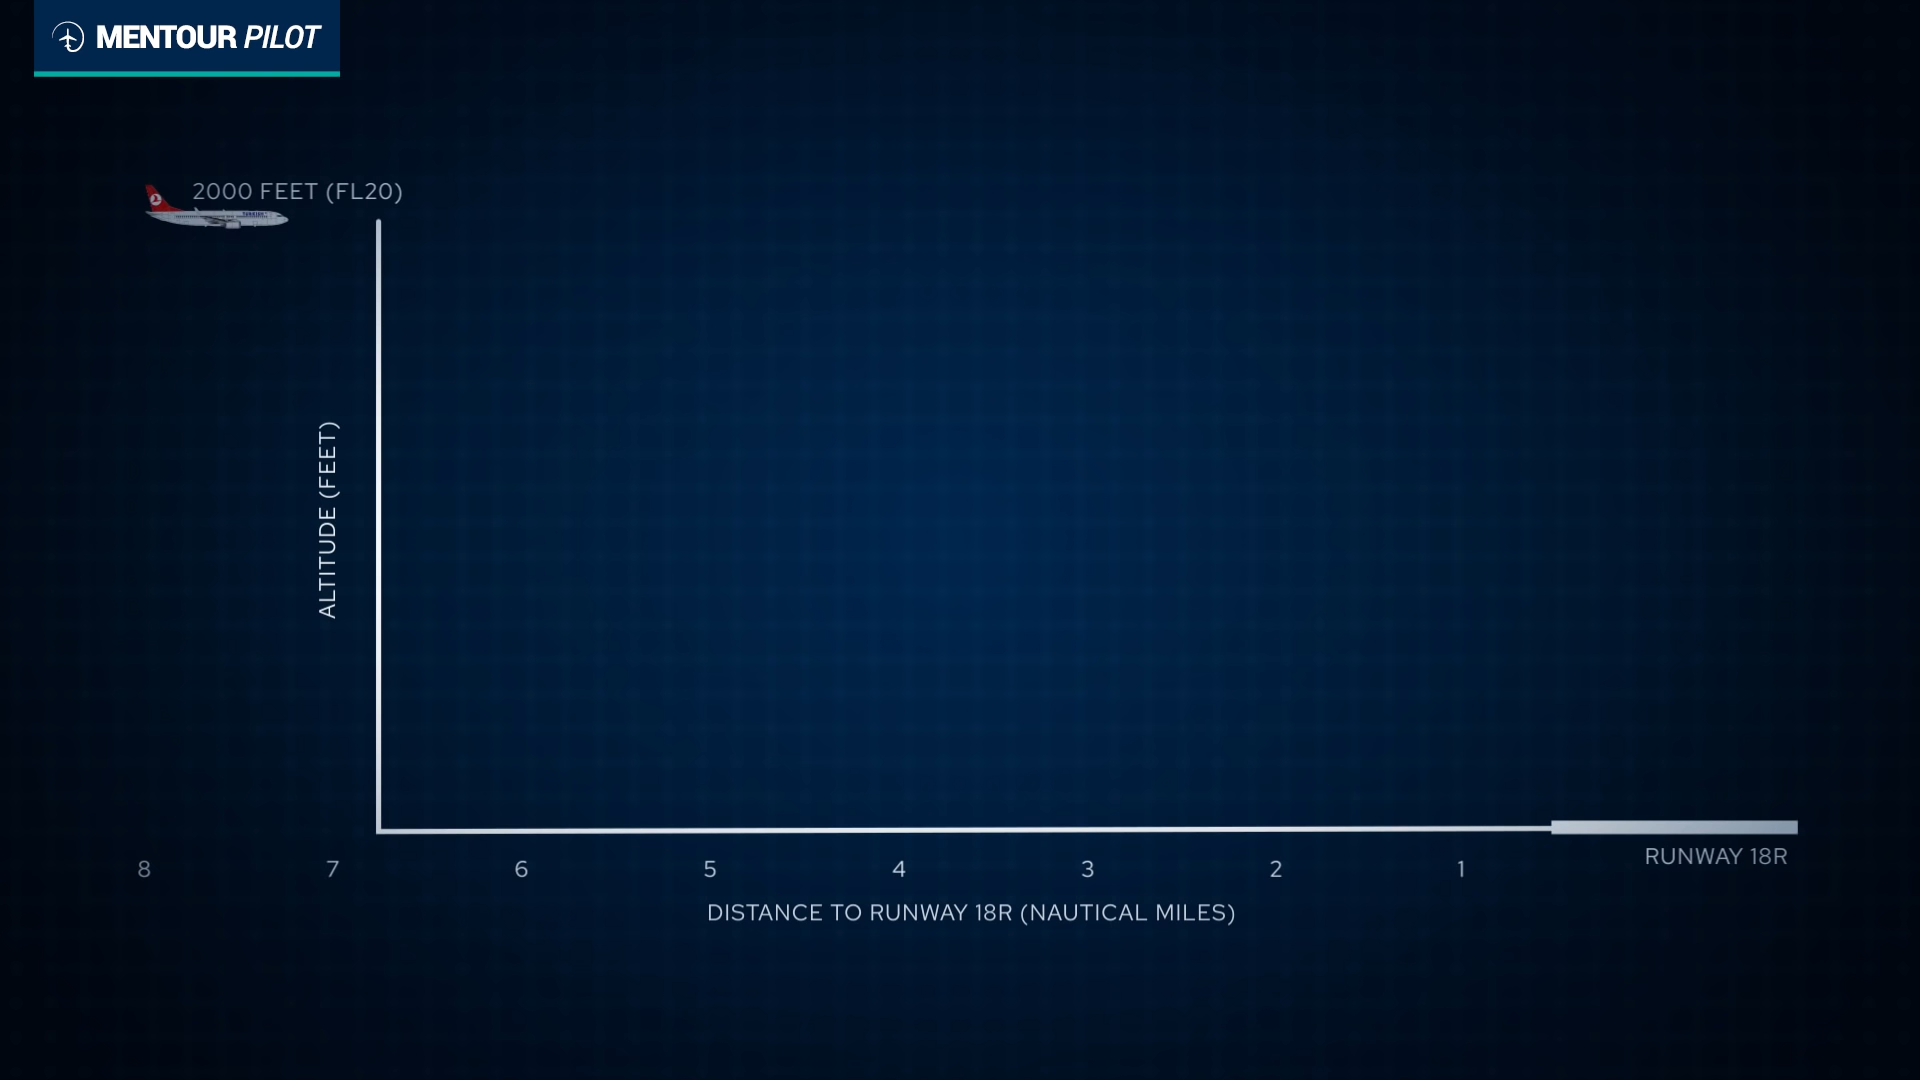 MENTOUR PILOT
2000 FEET (FL20)
ALTITUDE (FEET)
8 7 6 5 4 3 2 1
RUNWAY 18R
DISTANCE TO RUNWAY 18R (NAUTICAL MILES)